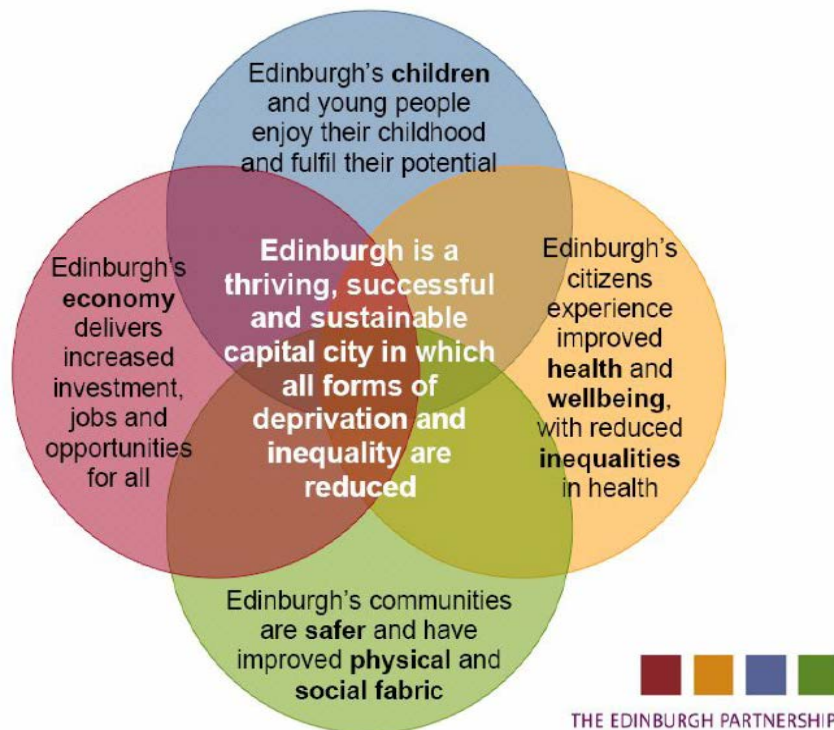 Edinburgh's children
and young people
enjoy their childhood
and fulfil their potential
Edinburgh's
economy
delivers
increased
investment,
jobs and
opportunities
for all
Edinburgh is a
thriving, successful
and sustainable
capital city in which
all forms of
deprivation and
inequality are
reduced
Edinburgh's
citizens
experience
improved
health and
wellbeing,
with reduced
inequalities
in health
Edinburgh's communities
are safer and have
improved physical and
social fabric
THE EDINBURGH PARTNERSHIP